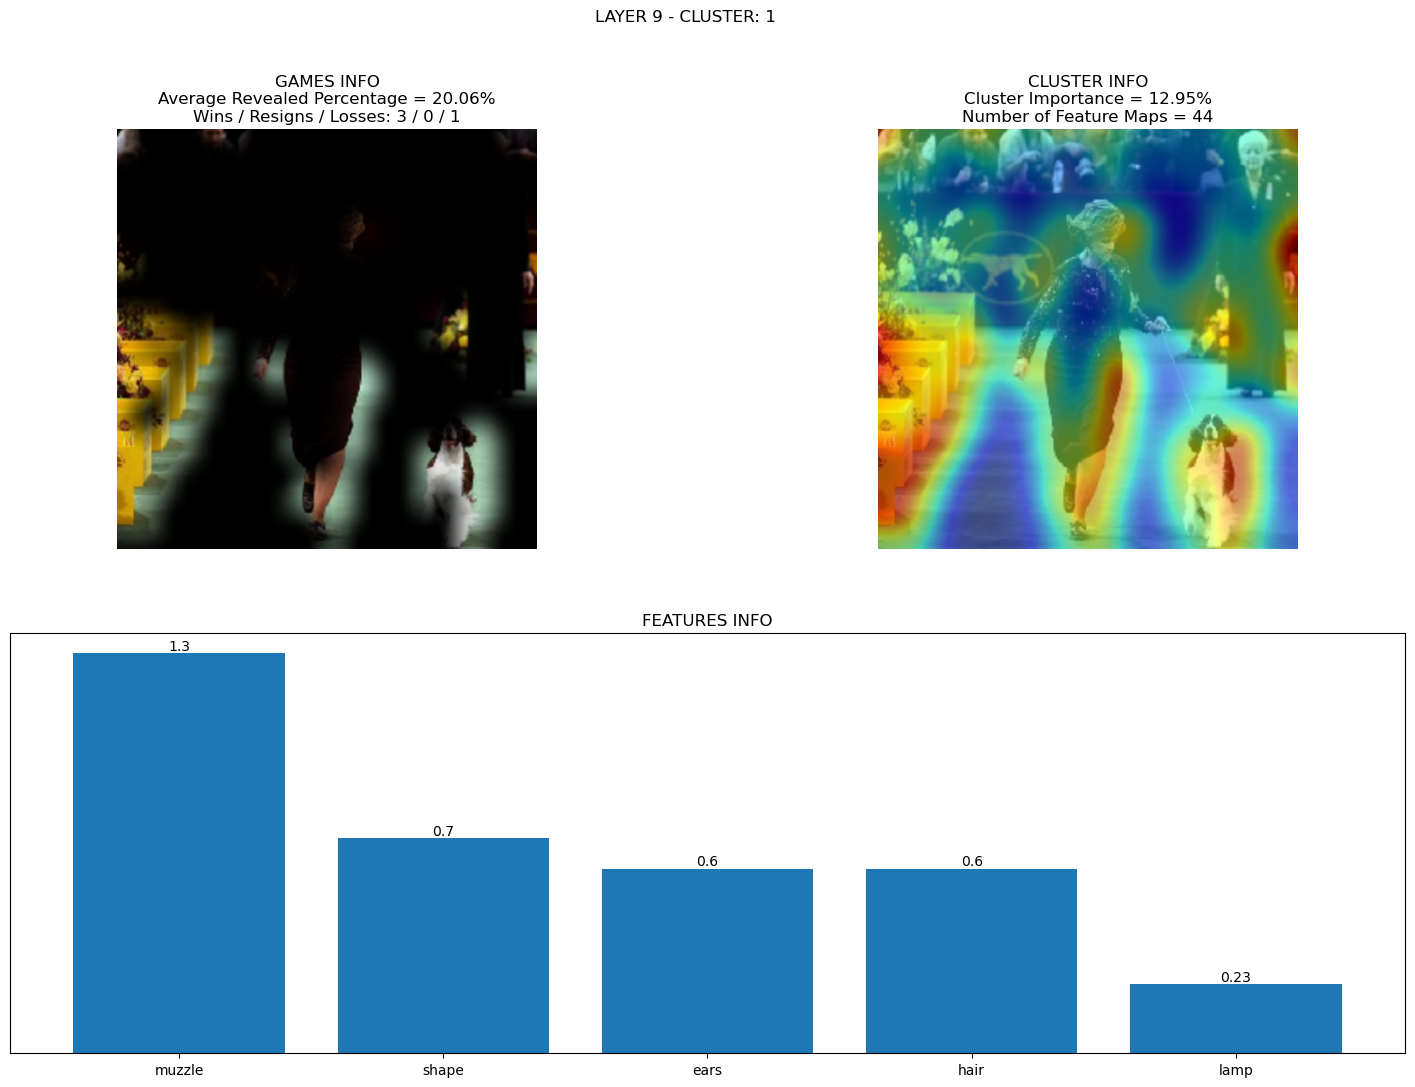 LAYER 9 - CLUSTER: 1
GAMES INFO
Average Revealed Percentage = 20.06%
Wins / Resigns / Losses: 3 / 0 / 1
CLUSTER INFO
Cluster Importance = 12.95%
Number of Feature Maps = 44
FEATURES INFO
1.3
0.7
0.6
0.6
0.23
muzzle
shape
ears
hair
lamp